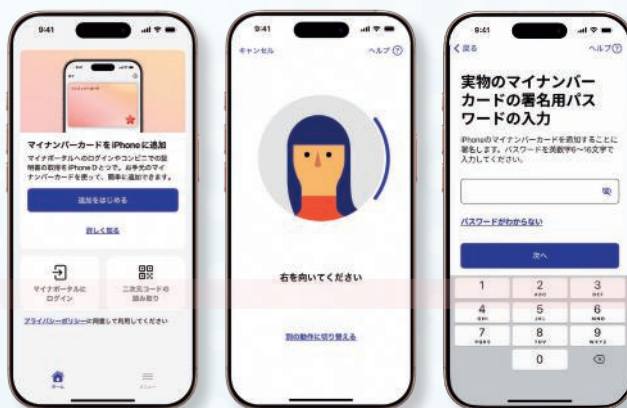 9:41
マイナンバーカードをiPhoneに追加
マイナポータルへのログインやコンビニでの証
明書の取得をiPhoneひとつで。お手元のマイ
ナンバーカードを使って、簡単に追加できます。
追加をはじめる
詳しく見る
マイナポータルに
ログイン
二次元コードの
読み取り
プライバシーポリシーに同意して利用してください
ホーム
メニュー
9:41
キャンセル
ヘルプ
右を向いてください
別の動作に切り替える
9:41
戻る
ヘルプ
実物のマイナンバー
カードの署名用パス
ワードの入力
iPhoneのマイナンバーカードを追加することに
署名します。パスワードを英数字6~16文字で
入力してください。
パスワードがわからない
次へ
1
2
ABC
3
DEF
4
GHI
5
JKL
6
MNO
7
PQRS
8
TUV
9
WXYZ
0